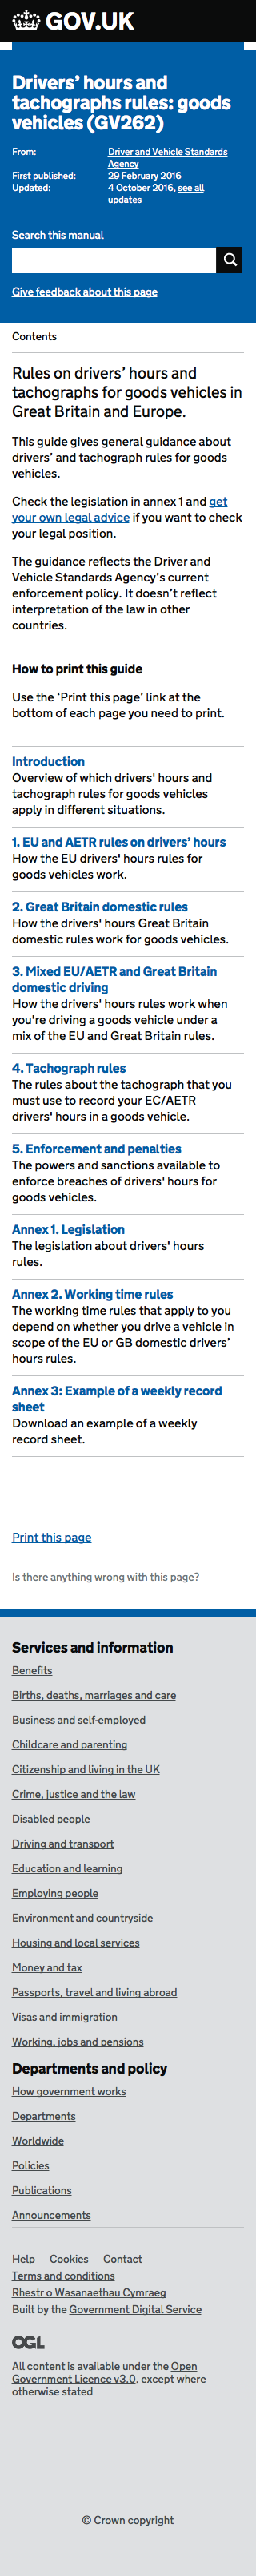 GOV.UK
Drivers’ hours and
tachographs rules: goods
vehicles (GV262)
From: Driver and Vehicle Standards
Agency
First published: 29 February 2016
Updated: 4 October 2016, see all
updates
Search this manual
Give feedback about this page
Contents
Rules on drivers’ hours and
tachographs for goods vehicles in
Great Britain and Europe.
This guide gives general guidance about
drivers’ and tachograph rules for goods
vehicles.
Check the legislation in annex 1 and get
your own legal advice if you want to check
your legal position.
The guidance reflects the Driver and
Vehicle Standards Agency’s current
enforcement policy. It doesn’t reflect
interpretation of the law in other
countries.
How to print this guide
Use the ‘Print this page’ link at the
bottom of each page you need to print.
Introduction
Overview of which drivers' hours and
tachograph rules for goods vehicles
apply in different situations.
1. EU and AETR rules on drivers’ hours
How the EU drivers' hours rules for
goods vehicles work.
2. Great Britain domestic rules
How the drivers' hours Great Britain
domestic rules work for goods vehicles.
3. Mixed EU/AETR and Great Britain
domestic driving
How the drivers' hours rules work when
you're driving a goods vehicle under a
mix of the EU and Great Britain rules.
4. Tachograph rules
The rules about the tachograph that you
must use to record your EC/AETR
drivers' hours in a goods vehicle.
5. Enforcement and penalties
The powers and sanctions available to
enforce breaches of drivers' hours for
goods vehicles.
Annex 1. Legislation
The legislation about drivers' hours
rules.
Annex 2. Working time rules
The working time rules that apply to you
depend on whether you drive a vehicle in
scope of the EU or GB domestic drivers’
hours rules.
Annex 3: Example of a weekly record
sheet
Download an example of a weekly
record sheet.
Print this page
Is there anything wrong with this page?
Services and information
Benefits
Births, deaths, marriages and care
Business and self-employed
Childcare and parenting
Citizenship and living in the UK
Crime, justice and the law
Disabled people
Driving and transport
Education and learning
Employing people
Environment and countryside
Housing and local services
Money and tax
Passports, travel and living abroad
Visas and immigration
Working, jobs and pensions
Departments and policy
How government works
Departments
Worldwide
Policies
Publications
Announcements
Help Cookies Contact
Terms and conditions
Rhestr o Wasanaethau Cymraeg
Built by the Government Digital Service
OGL
All content is available under the Open
Government Licence v3.0, except where
otherwise stated
© Crown copyright